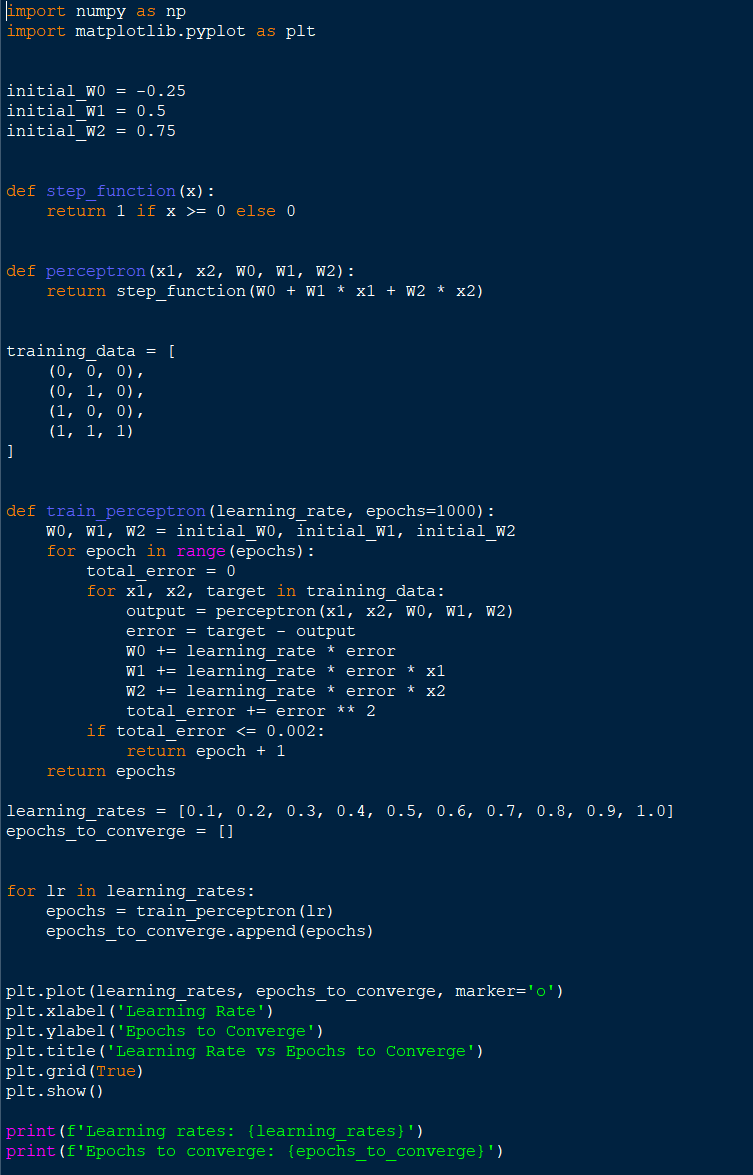 import numpy as np
import matplotlib.pyplot as plt
initial_W0 = -0.25
initial_W1 = 0.5
initial_W2 = 0.75
def step_function(x):
    return 1 if x >= 0 else 0
def perceptron(x1, x2, W0, W1, W2):
    return step_function(W0 + W1 * x1 + W2 * x2)
training_data = [
    (0, 0, 0),
    (0, 1, 0),
    (1, 0, 0),
    (1, 1, 1)
]
def train_perceptron(learning_rate, epochs=1000):
    W0, W1, W2 = initial_W0, initial_W1, initial_W2
    for epoch in range(epochs):
        total_error = 0
        for x1, x2, target in training_data:
            output = perceptron(x1, x2, W0, W1, W2)
            error = target - output
            W0 += learning_rate * error
            W1 += learning_rate * error * x1
            W2 += learning_rate * error * x2
            total_error += error ** 2
        if total_error <= 0.002:
            return epoch + 1
    return epochs
learning_rates = [0.1, 0.2, 0.3, 0.4, 0.5, 0.6, 0.7, 0.8, 0.9, 1.0]
epochs_to_converge = []
for lr in learning_rates:
    epochs = train_perceptron(lr)
    epochs_to_converge.append(epochs)
plt.plot(learning_rates, epochs_to_converge, marker='o')
plt.xlabel('Learning Rate')
plt.ylabel('Epochs to Converge')
plt.title('Learning Rate vs Epochs to Converge')
plt.grid(True)
plt.show()
print(f'Learning rates: {learning_rates}')
print(f'Epochs to converge: {epochs_to_converge}')